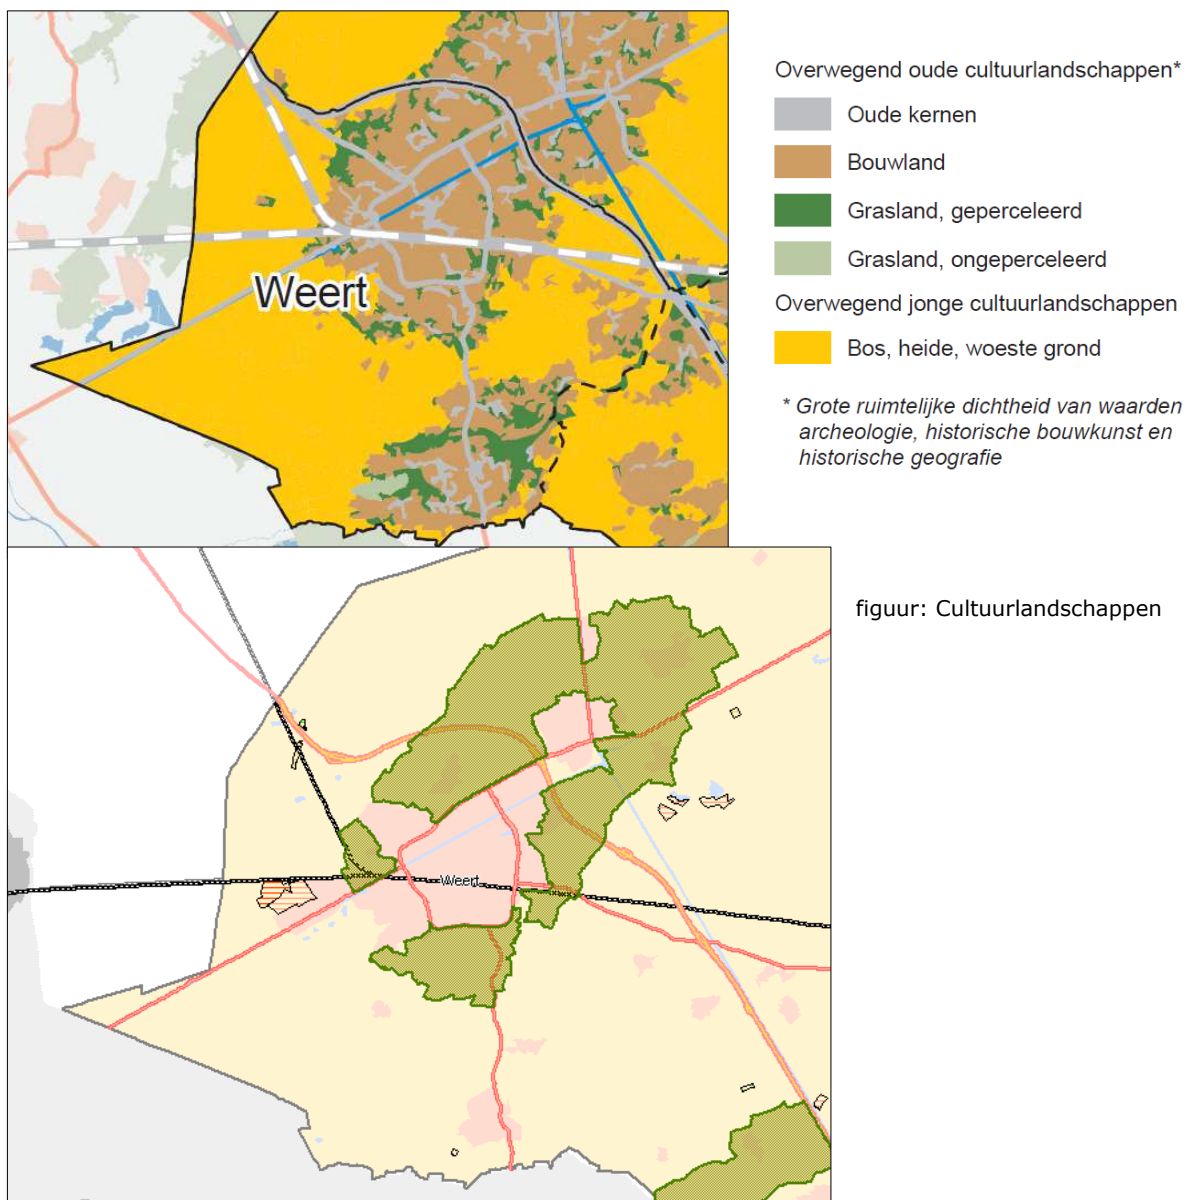 Weert
Overwegend oude cultuurlandschappen*
Oude kernen
Bouwland
Grasland, geperceleerd
Grasland, ongeperceleerd
Overwegend jonge cultuurlandschappen
Bos, heide, woeste grond
* Grote ruimtelijke dichtheid van waarden
archeologie, historische bouwkunst en
historische geografie
figuur: Cultuurlandschappen
Weert